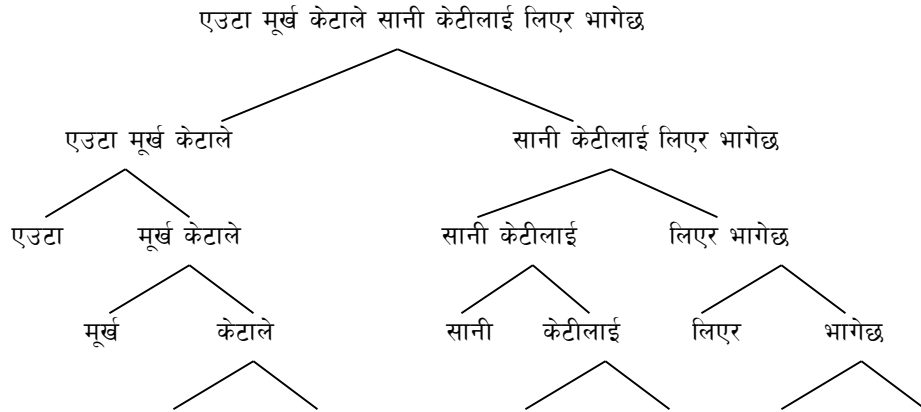 एउटा मूर्ख केटाले सानी केटीलाई लिएर भागेछ
एउटा मूर्ख केटाले सानी केटीलाई लिएर भागेछ
एउटा मूर्ख केटाले सानी केटीलाई लिएर भागेछ
मूर्ख केटाले सानी केटीलाई लिएर भागेछ